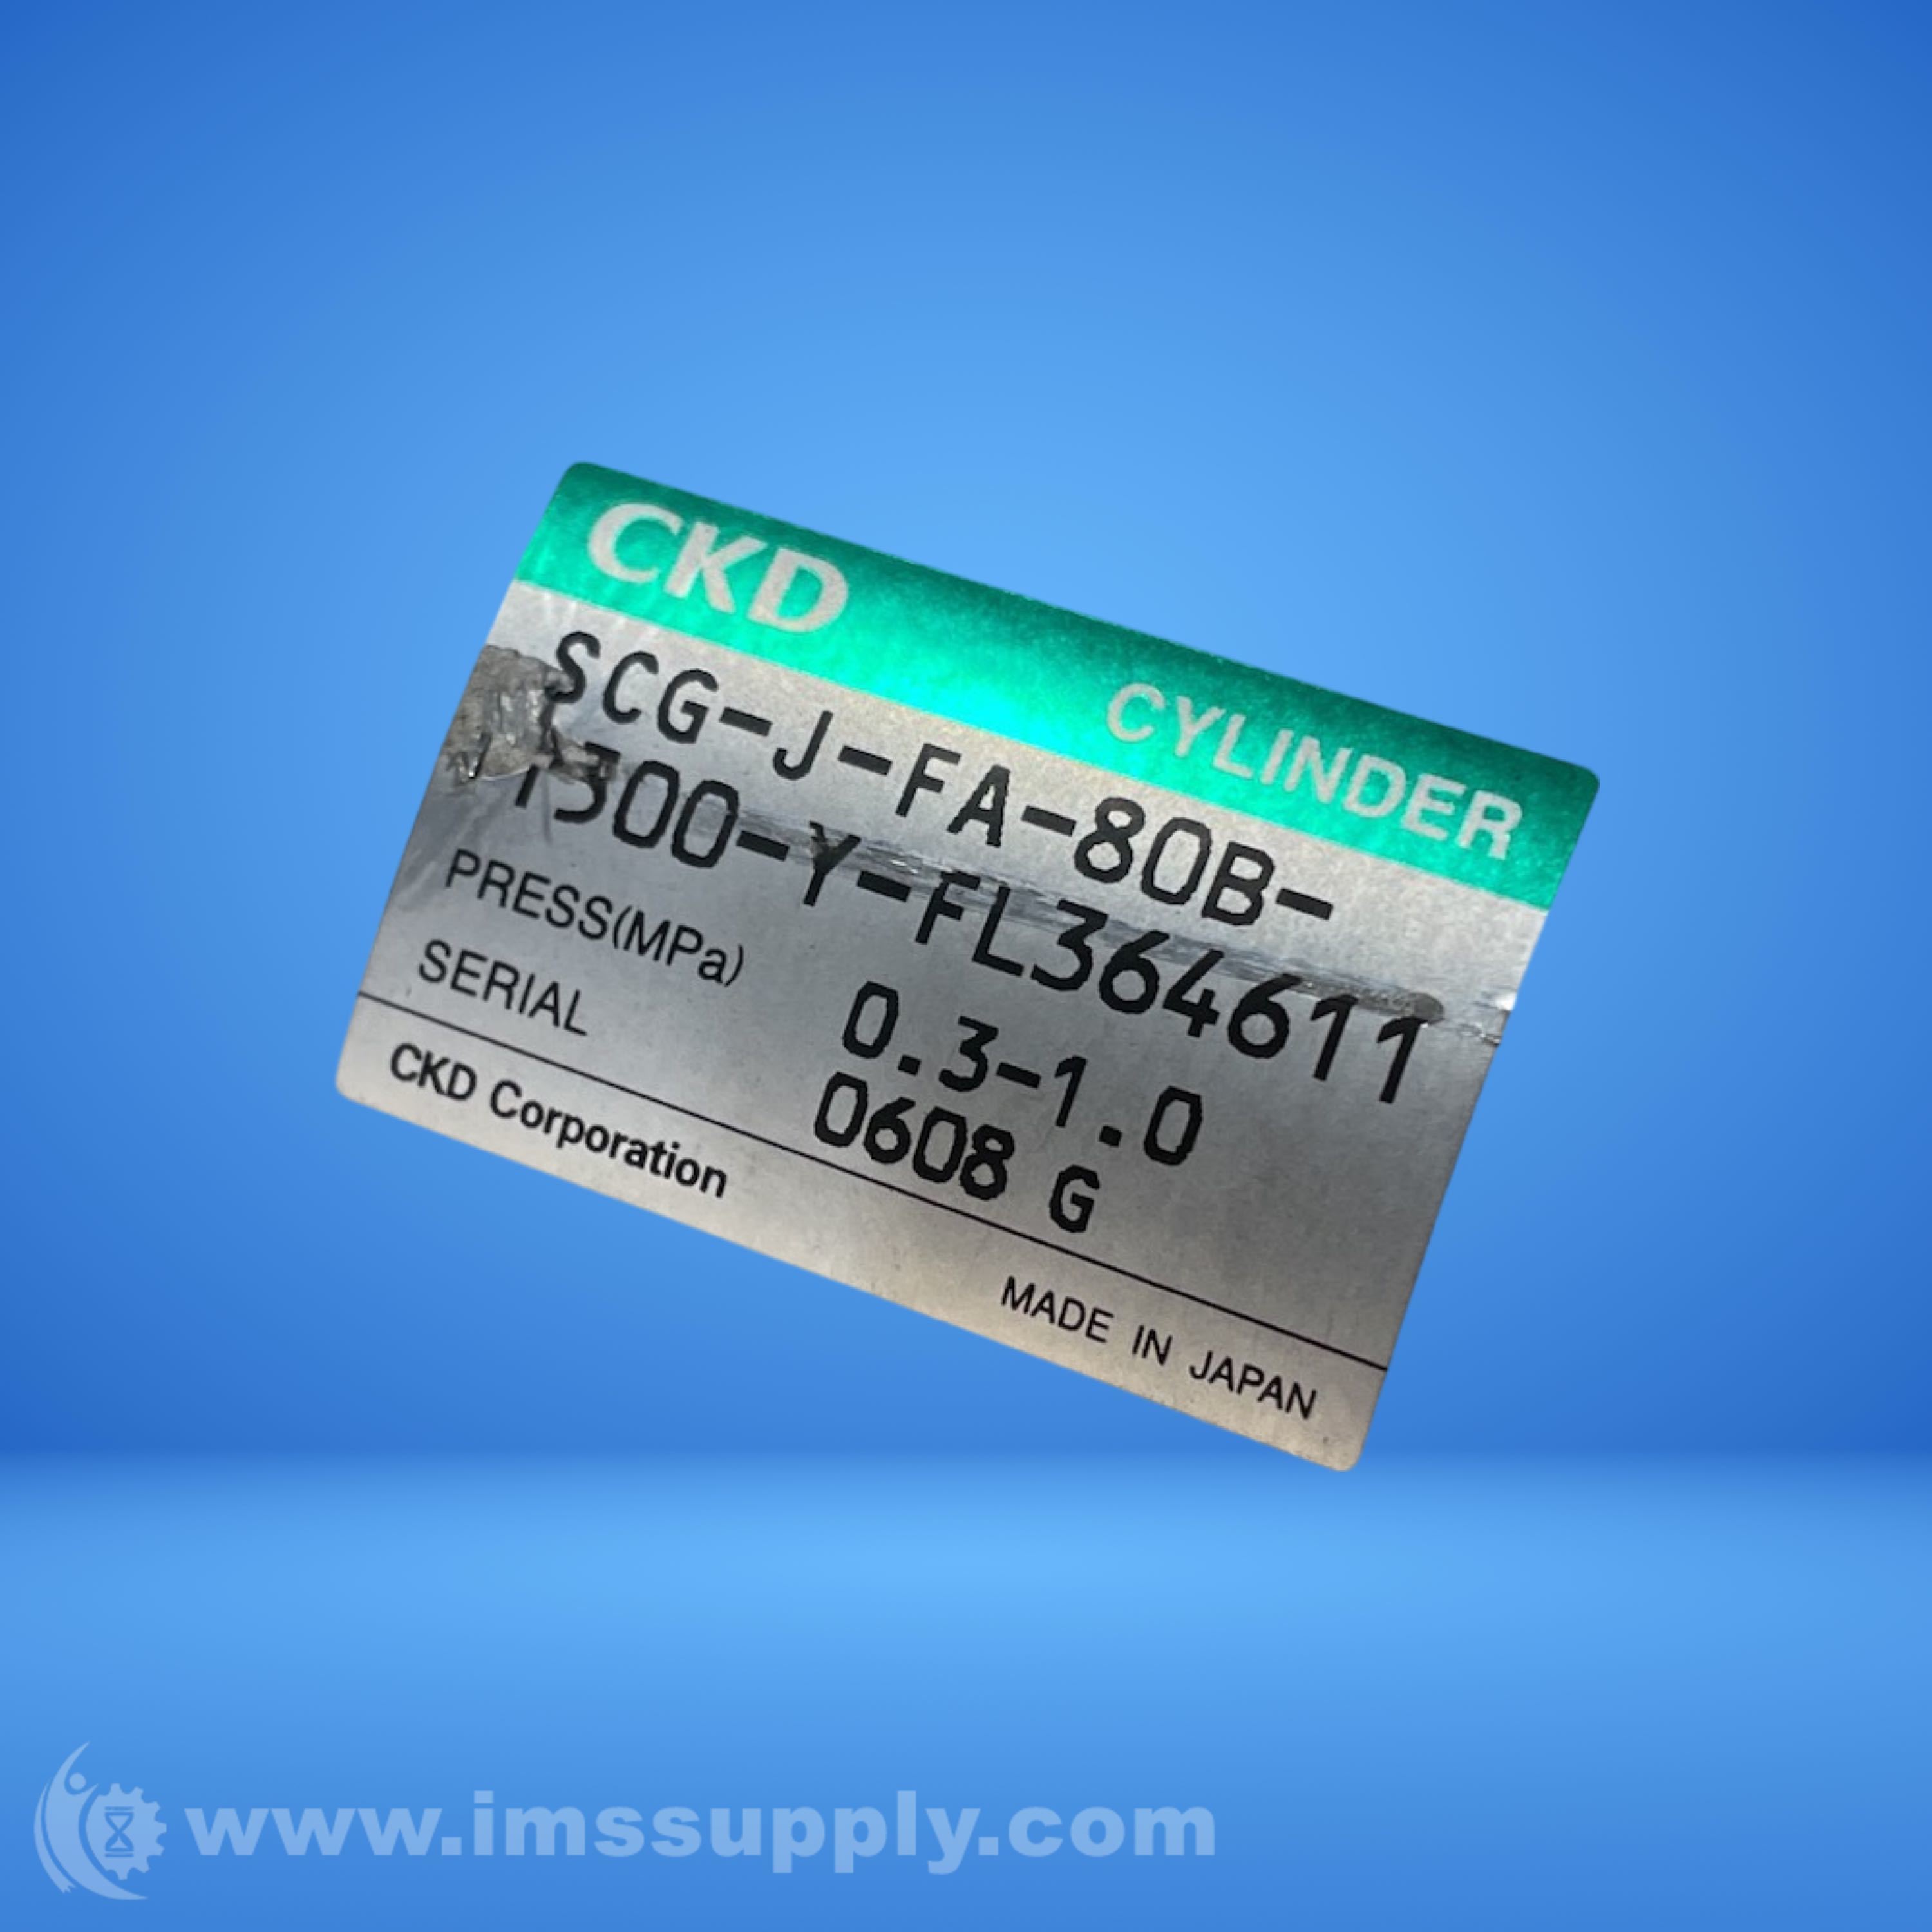 CKD
CYLINDER
SCG-J-FA-80B-
1300-Y-FL364611
PRESS(MPa) 0.3-1.0
SERIAL 0608 G
CKD Corporation
MADE IN JAPAN
www.imssupply.com